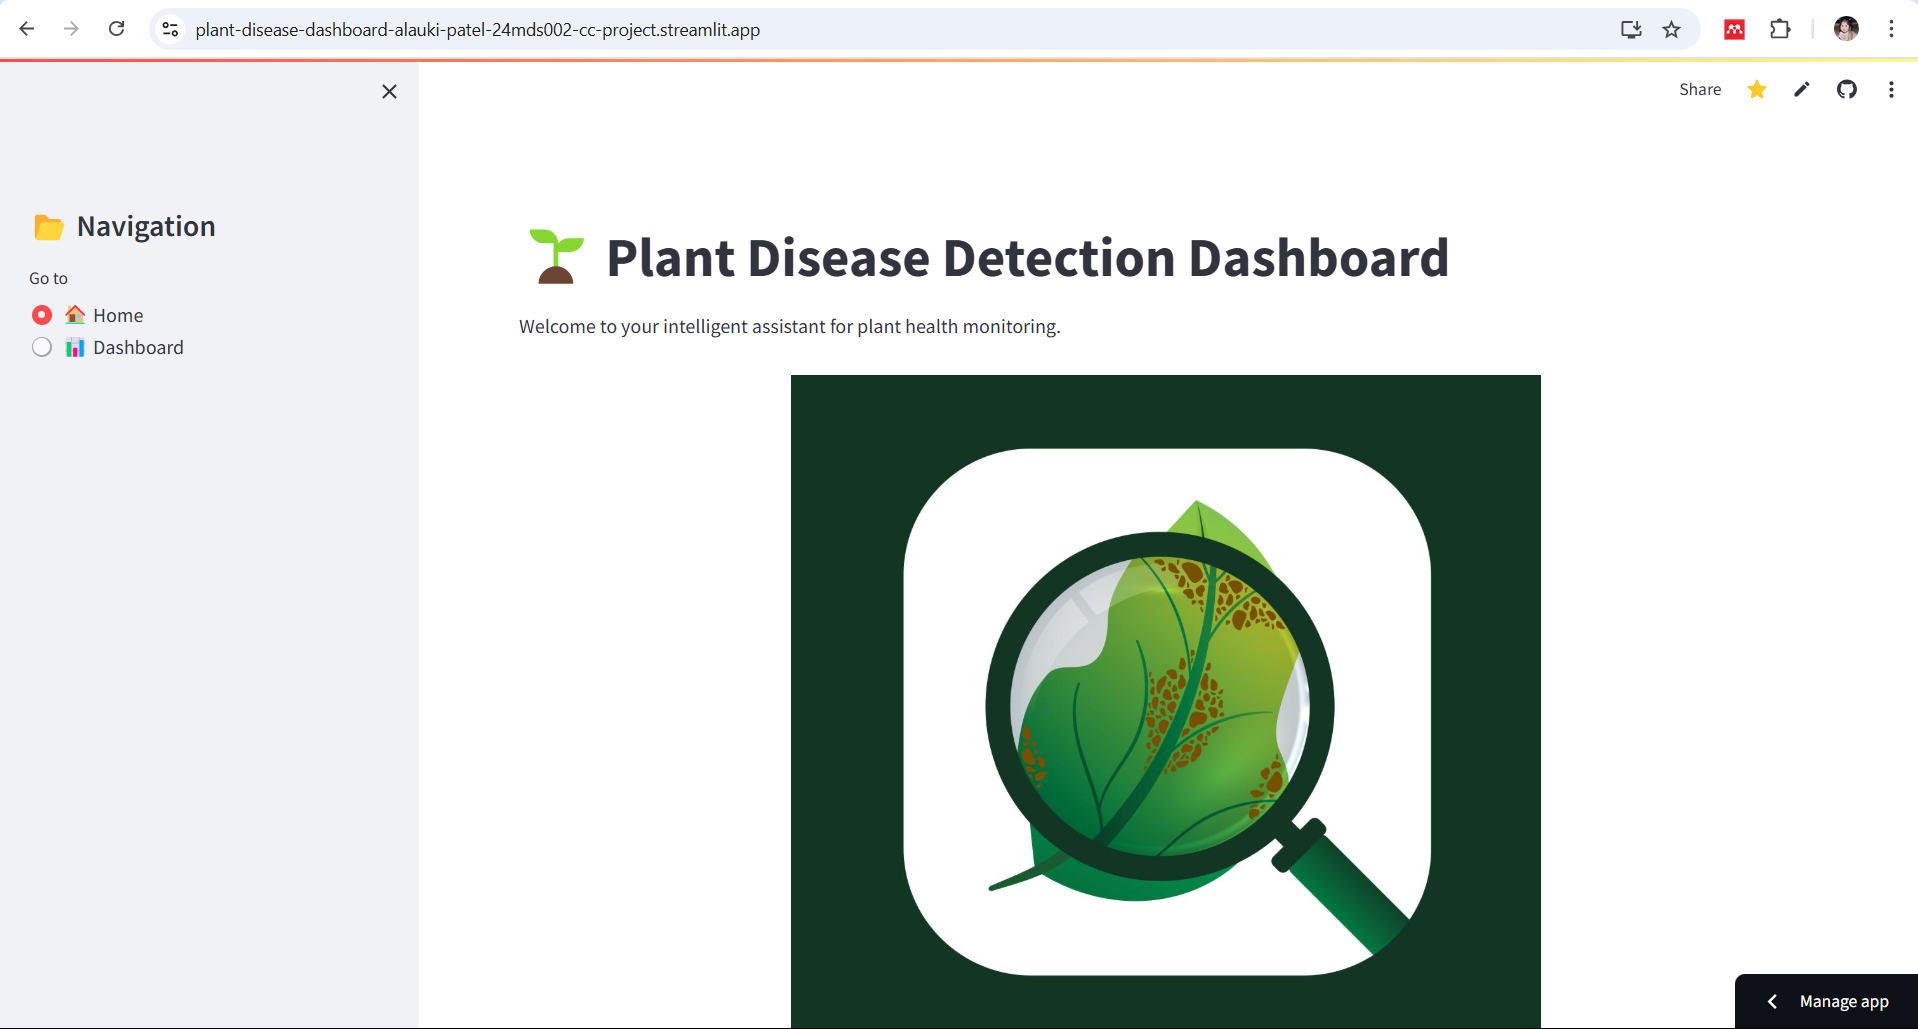 plant-disease-dashboard-alauki-patel-24mds002-cc-project.streamlit.app
Share
Navigation
Go to
Home
Dashboard
Plant Disease Detection Dashboard
Welcome to your intelligent assistant for plant health monitoring.
Manage app